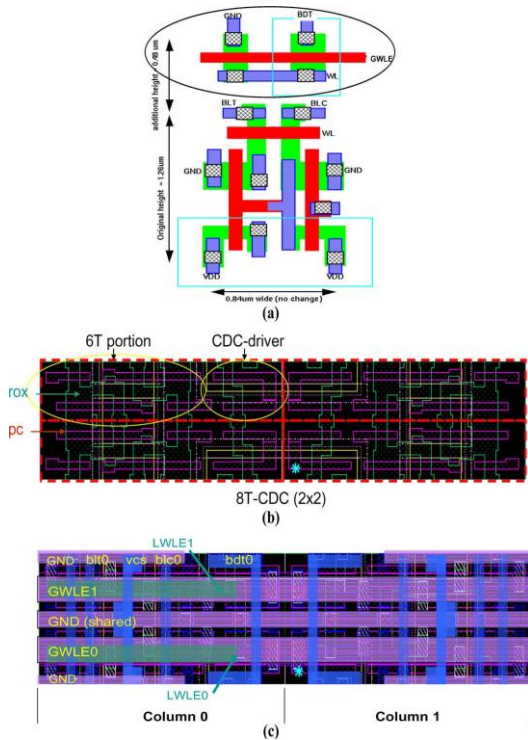 GND
BDT
GWLE
WL
additional height = 0.49 um
BLT
BLC
WL
Original height = 1.26um
GND
GND
VDD
VDD
0.84um wide (no change)
(a)
6T portion
CDC-driver
rox
pc
8T-CDC (2x2)
(b)
LWLE1
GND blt0 vcs blc0 bdt0
GWLE1
GND (shared)
GWLE0
GND
LWLE0
Column 0
Column 1
(c)